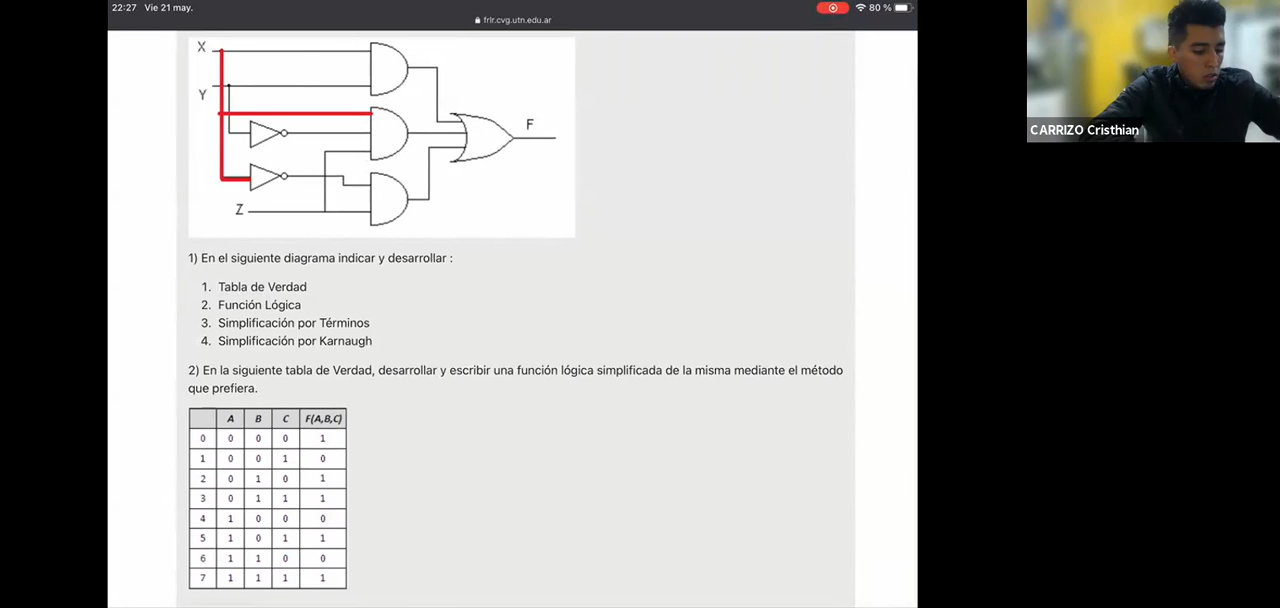 22:27 Vie 21 may.
80 %
frlr.cvg.utn.edu.ar
X
Y
Z
F
CARRIZO Cristhian
1) En el siguiente diagrama indicar y desarrollar :
1. Tabla de Verdad
2. Función Lógica
3. Simplificación por Términos
4. Simplificación por Karnaugh
2) En la siguiente tabla de Verdad, desarrollar y escribir una función lógica simplificada de la misma mediante el método
que prefiera.
A B C F(A,B,C)
0 0 0 0 1
1 0 0 1 0
2 0 1 0 1
3 0 1 1 1
4 1 0 0 0
5 1 0 1 1
6 1 1 0 0
7 1 1 1 1